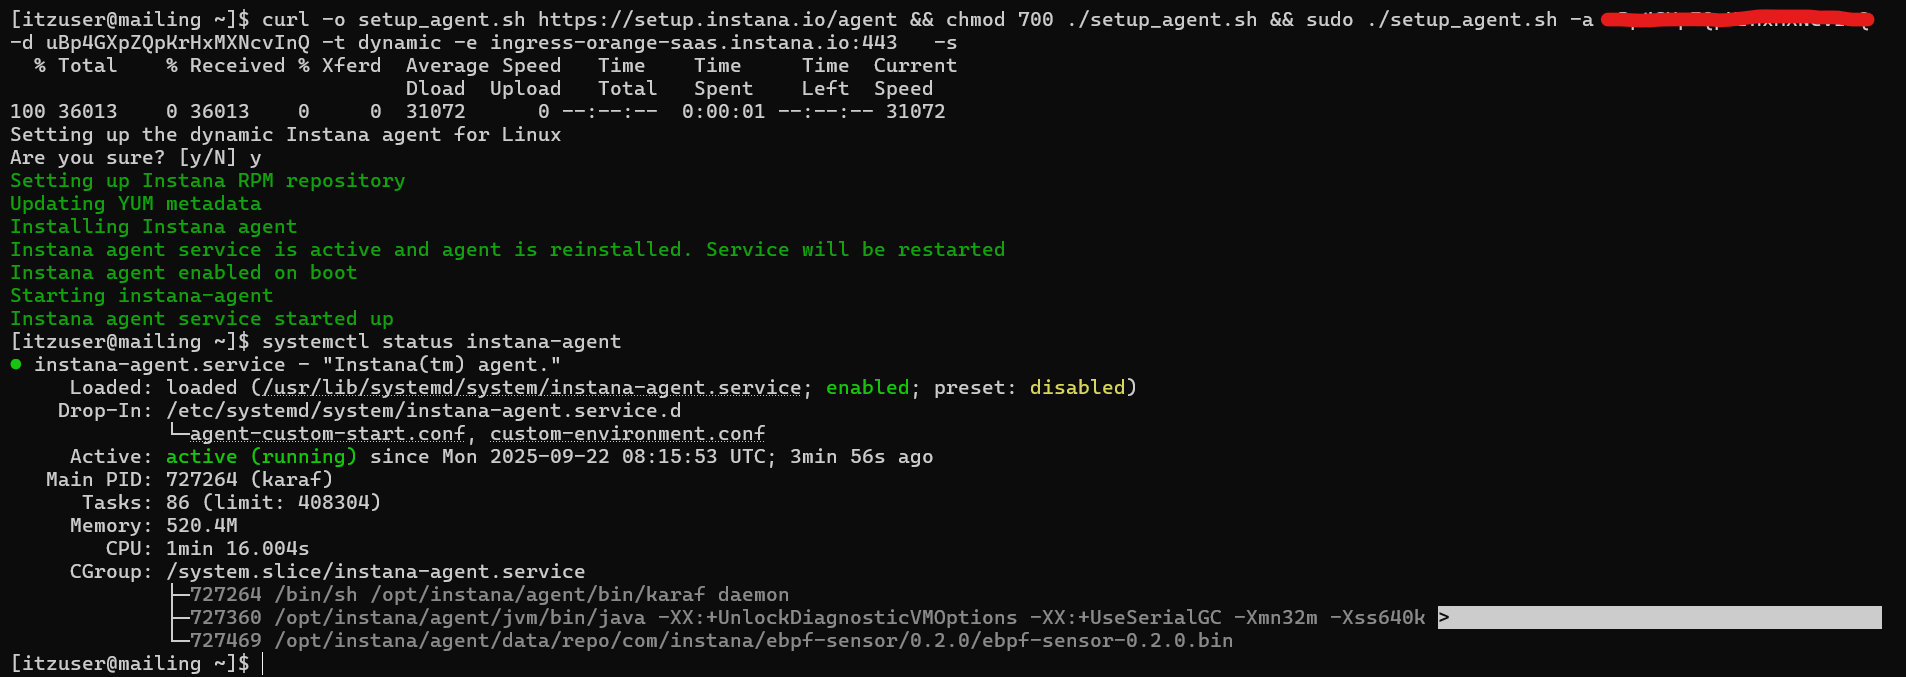 [itzuser@mailing ~]$ curl -o setup_agent.sh https://setup.instana.io/agent && chmod 700 ./setup_agent.sh && sudo ./setup_agent.sh -a
-d uBp4GXpZQpKrHxMXNcvInQ -t dynamic -e ingress-orange-saas.instana.io:443   -s
  % Total    % Received % Xferd  Average Speed   Time    Time     Time  Current
                                 Dload  Upload   Total   Spent    Left  Speed
100 36013    0 36013    0     0  31072      0 --:--:--  0:00:01 --:--:-- 31072
Setting up the dynamic Instana agent for Linux
Are you sure? [y/N] y
Setting up Instana RPM repository
Updating YUM metadata
Installing Instana agent
Instana agent service is active and agent is reinstalled. Service will be restarted
Instana agent enabled on boot
Starting instana-agent
Instana agent service started up
[itzuser@mailing ~]$ systemctl status instana-agent
● instana-agent.service - "Instana(tm) agent."
     Loaded: loaded (/usr/lib/systemd/system/instana-agent.service; enabled; preset: disabled)
    Drop-In: /etc/systemd/system/instana-agent.service.d
             └─agent-custom-start.conf, custom-environment.conf
     Active: active (running) since Mon 2025-09-22 08:15:53 UTC; 3min 56s ago
   Main PID: 727264 (karaf)
      Tasks: 86 (limit: 408304)
     Memory: 520.4M
        CPU: 1min 16.004s
     CGroup: /system.slice/instana-agent.service
             ├─727264 /bin/sh /opt/instana/agent/bin/karaf daemon
             ├─727360 /opt/instana/agent/jvm/bin/java -XX:+UnlockDiagnosticVMOptions -XX:+UseSerialGC -Xmn32m -Xss640k >
             └─727469 /opt/instana/agent/data/repo/com/instana/ebpf-sensor/0.2.0/ebpf-sensor-0.2.0.bin
[itzuser@mailing ~]$